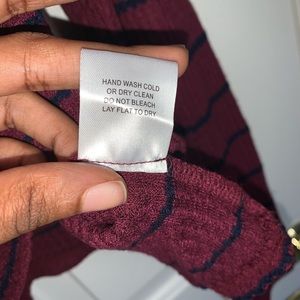 HAND WASH COLD
OR DRY CLEAN
DO NOT BLEACH
LAY FLAT TO DRY